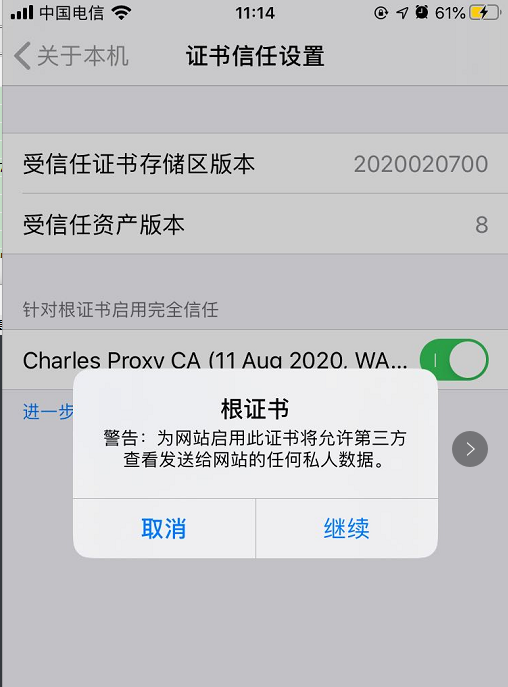 中国电信 11:14 61%
关于本机 证书信任设置
受信任证书存储区版本 2020020700
受信任资产版本 8
针对根证书启用完全信任
Charles Proxy CA (11 Aug 2020, WA...
进一步
根证书
警告：为网站启用此证书将允许第三方
查看发送给网站的任何私人数据。
取消 继续